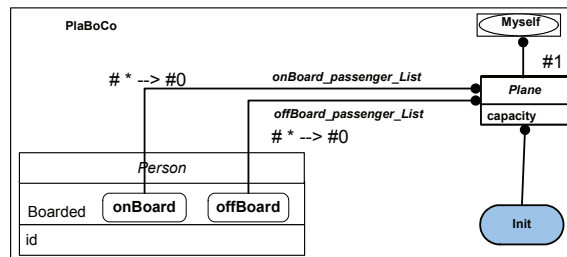 PlaBoCo
Myself
#1
# * --> #0
onBoard_passenger_List
Plane
capacity
offBoard_passenger_List
# * --> #0
Person
Boarded
onBoard
offBoard
id
Init